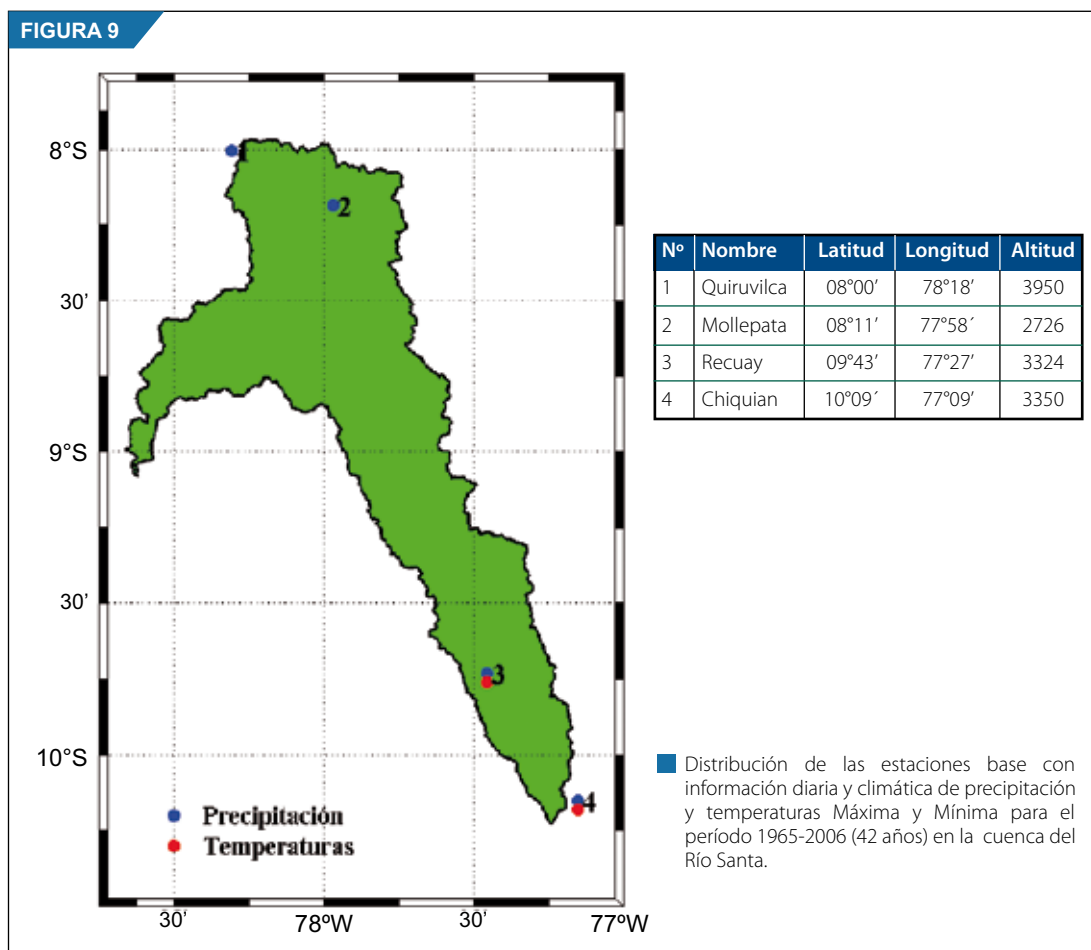 FIGURA 9
8°S
30'
9°S
30'
10°S
30'
78°W
30'
77°W
1
2
3
4
Precipitación
Temperaturas
Nº Nombre Latitud Longitud Altitud
1 Quiruvilca 08°00' 78°18' 3950
2 Mollepata 08°11' 77°58´ 2726
3 Recuay 09°43' 77°27' 3324
4 Chiquian 10°09´ 77°09' 3350
Distribución de las estaciones base con
información diaria y climática de precipitación
y temperaturas Máxima y Mínima para el
período 1965-2006 (42 años) en la cuenca del
Río Santa.